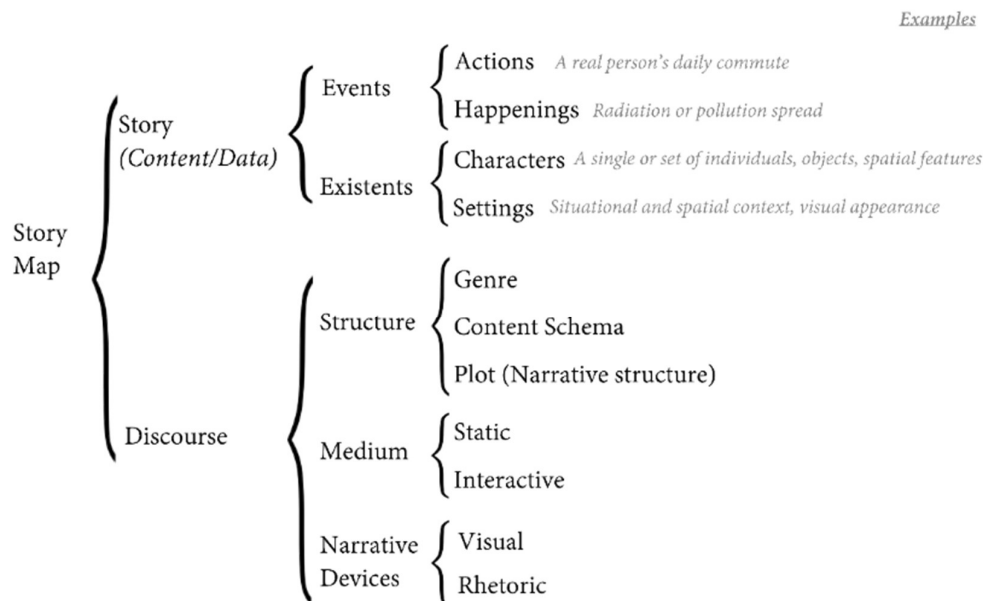 Examples
Story
Map
Story
(Content/Data)
Events
Actions A real person's daily commute
Happenings Radiation or pollution spread
Existents
Characters A single or set of individuals, objects, spatial features
Settings Situational and spatial context, visual appearance
Discourse
Structure
Genre
Content Schema
Plot (Narrative structure)
Medium
Static
Interactive
Narrative
Devices
Visual
Rhetoric